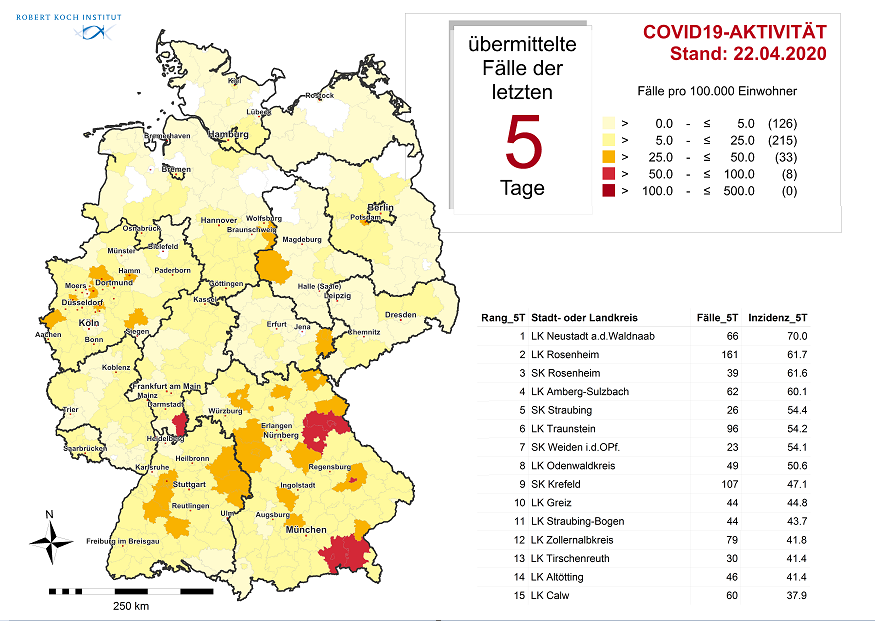 ROBERT KOCH INSTITUT
übermittelte
Fälle der
letzten
5
Tage
COVID19-AKTIVITÄT
Stand: 22.04.2020
Fälle pro 100.000 Einwohner
> 0.0 - ≤ 5.0 (126)
> 5.0 - ≤ 25.0 (215)
> 25.0 - ≤ 50.0 (33)
> 50.0 - ≤ 100.0 (8)
> 100.0 - ≤ 500.0 (0)
Kiel
Rostock
Lübeck
Hamburg
Bremerhaven
Bremen
Berlin
Potsdam
Hannover
Wolfsburg
Braunschweig
Osnabrück
Magdeburg
Münster
Bielefeld
Hamm
Paderborn
Moers
Dortmund
Göttingen
Halle (Saale)
Leipzig
Düsseldorf
Kassel
Dresden
Köln
Siegen
Erfurt
Jena
Chemnitz
Aachen
Bonn
Koblenz
Frankfurt am Main
Mainz
Darmstadt
Trier
Würzburg
Erlangen
Nürnberg
Heidelberg
Saarbrücken
Heilbronn
Karlsruhe
Regensburg
Stuttgart
Ingolstadt
Reutlingen
Ulm
Augsburg
München
Freiburg im Breisgau
N
250 km
Rang_5T Stadt- oder Landkreis Fälle_5T Inzidenz_5T
1 LK Neustadt a.d.Waldnaab 66 70.0
2 LK Rosenheim 161 61.7
3 SK Rosenheim 39 61.6
4 LK Amberg-Sulzbach 62 60.1
5 SK Straubing 26 54.4
6 LK Traunstein 96 54.2
7 SK Weiden i.d.OPf. 23 54.1
8 LK Odenwaldkreis 49 50.6
9 SK Krefeld 107 47.1
10 LK Greiz 44 44.8
11 LK Straubing-Bogen 44 43.7
12 LK Zollernalbkreis 79 41.8
13 LK Tirschenreuth 30 41.4
14 LK Altötting 46 41.4
15 LK Calw 60 37.9